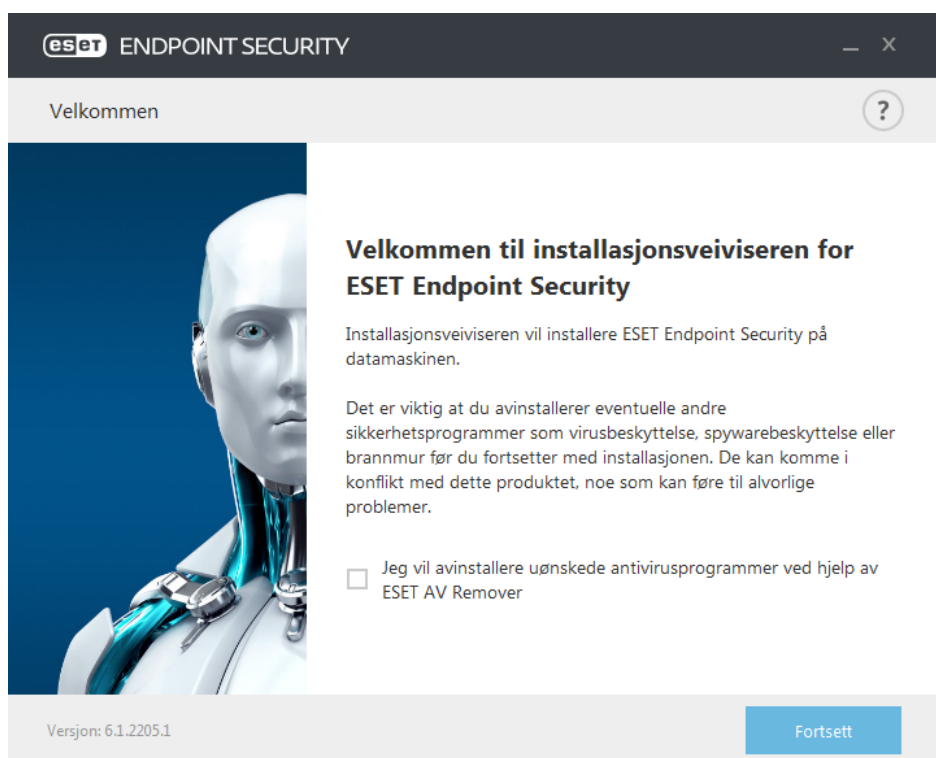 eset ENDPOINT SECURITY
Velkommen
?
Velkommen til installasjonsveiviseren for
ESET Endpoint Security
Installasjonsveiviseren vil installere ESET Endpoint Security på
datamaskinen.
Det er viktig at du avinstallerer eventuelle andre
sikkerhetsprogrammer som virusbeskyttelse, spywarebeskyttelse eller
brannmur før du fortsetter med installasjonen. De kan komme i
konflikt med dette produktet, noe som kan føre til alvorlige
problemer.
Jeg vil avinstallere uønskede antivirusprogrammer ved hjelp av
ESET AV Remover
Versjon: 6.1.2205.1
Fortsett